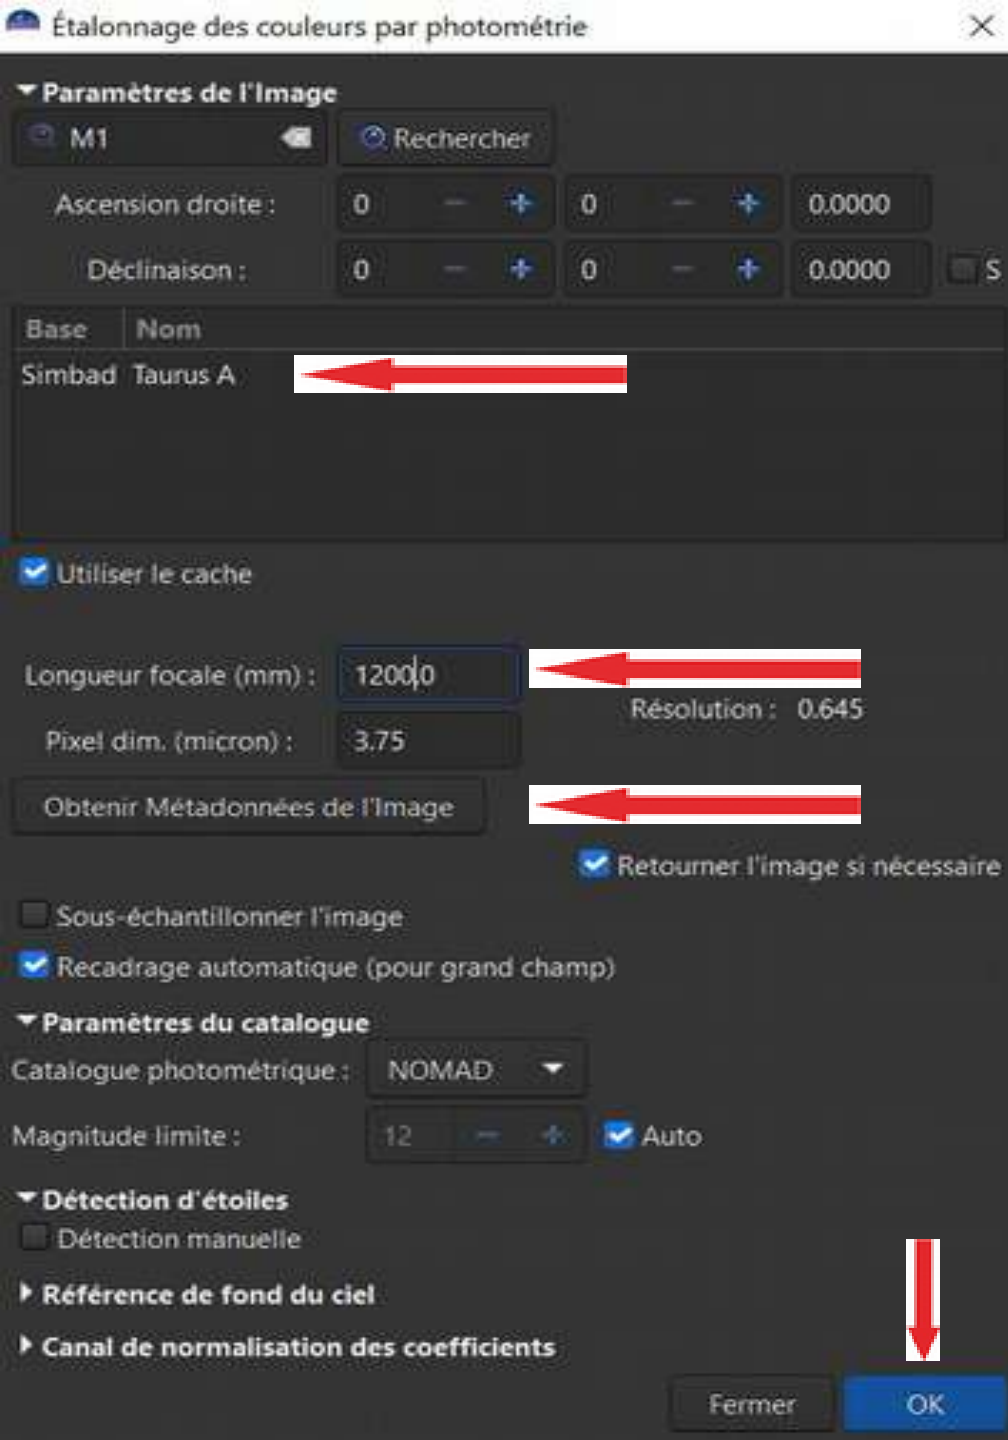 Étalonnage des couleurs par photométrie
Paramètres de l'Image
M1 Rechercher
Ascension droite : 0 0 0.0000
Déclinaison : 0 0 0.0000 S
Base Nom
Simbad Taurus A
Utiliser le cache
Longueur focale (mm) : 1200.0
Résolution : 0.645
Pixel dim. (micron) : 3.75
Obtenir Métadonnées de l'Image
Retourner l'image si nécessaire
Sous-échantillonner l'image
Recadrage automatique (pour grand champ)
Paramètres du catalogue
Catalogue photométrique : NOMAD
Magnitude limite : 12 Auto
Détection d'étoiles
Détection manuelle
Référence de fond du ciel
Canal de normalisation des coefficients
Fermer OK